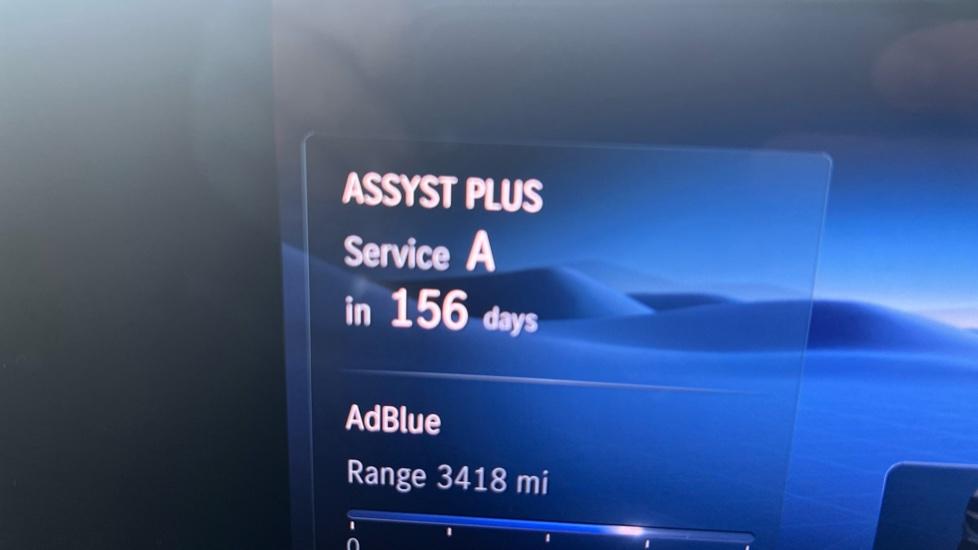 ASSYST PLUS
Service A
in 156 days
AdBlue
Range 3418 mi
0